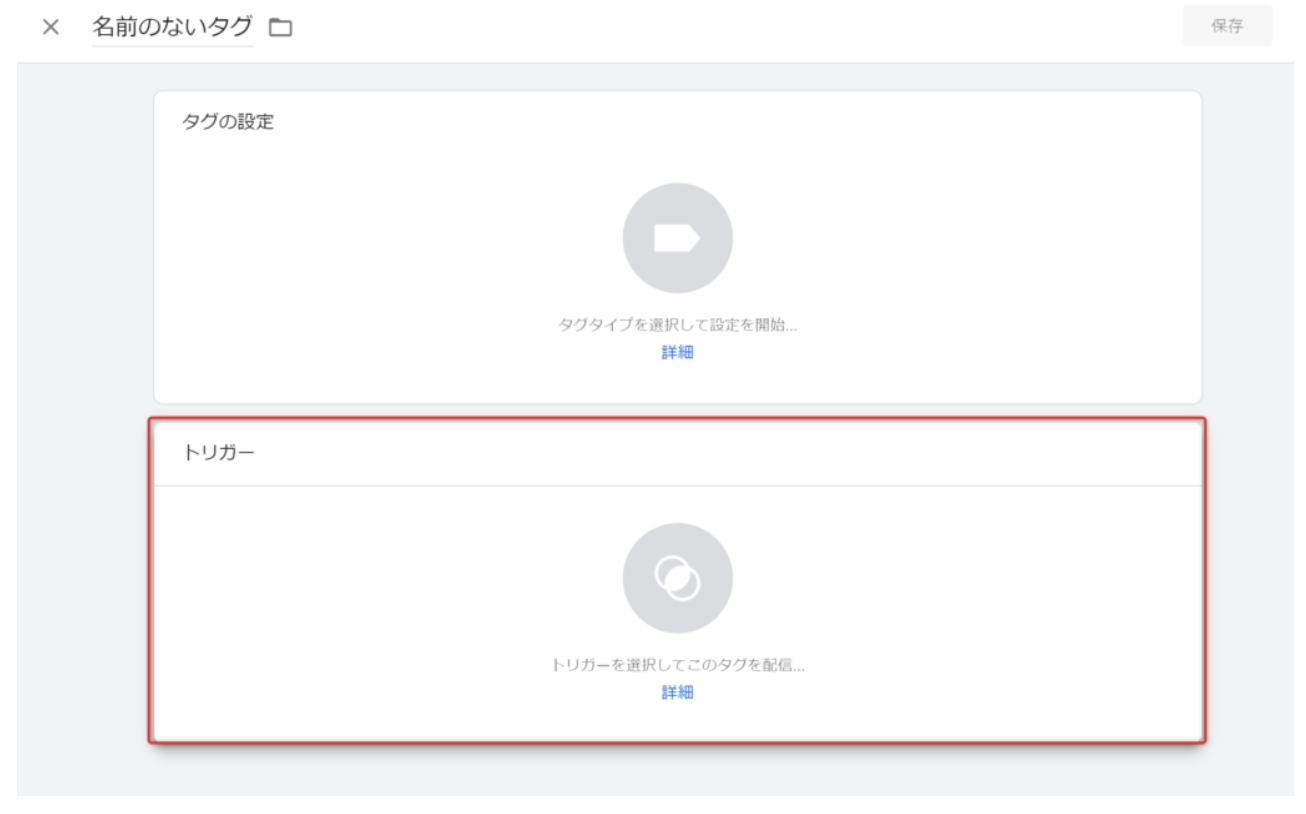 名前のないタグ
保存
タグの設定
タグタイプを選択して設定を開始...
詳細
トリガー
トリガーを選択してこのタグを配信...
詳細